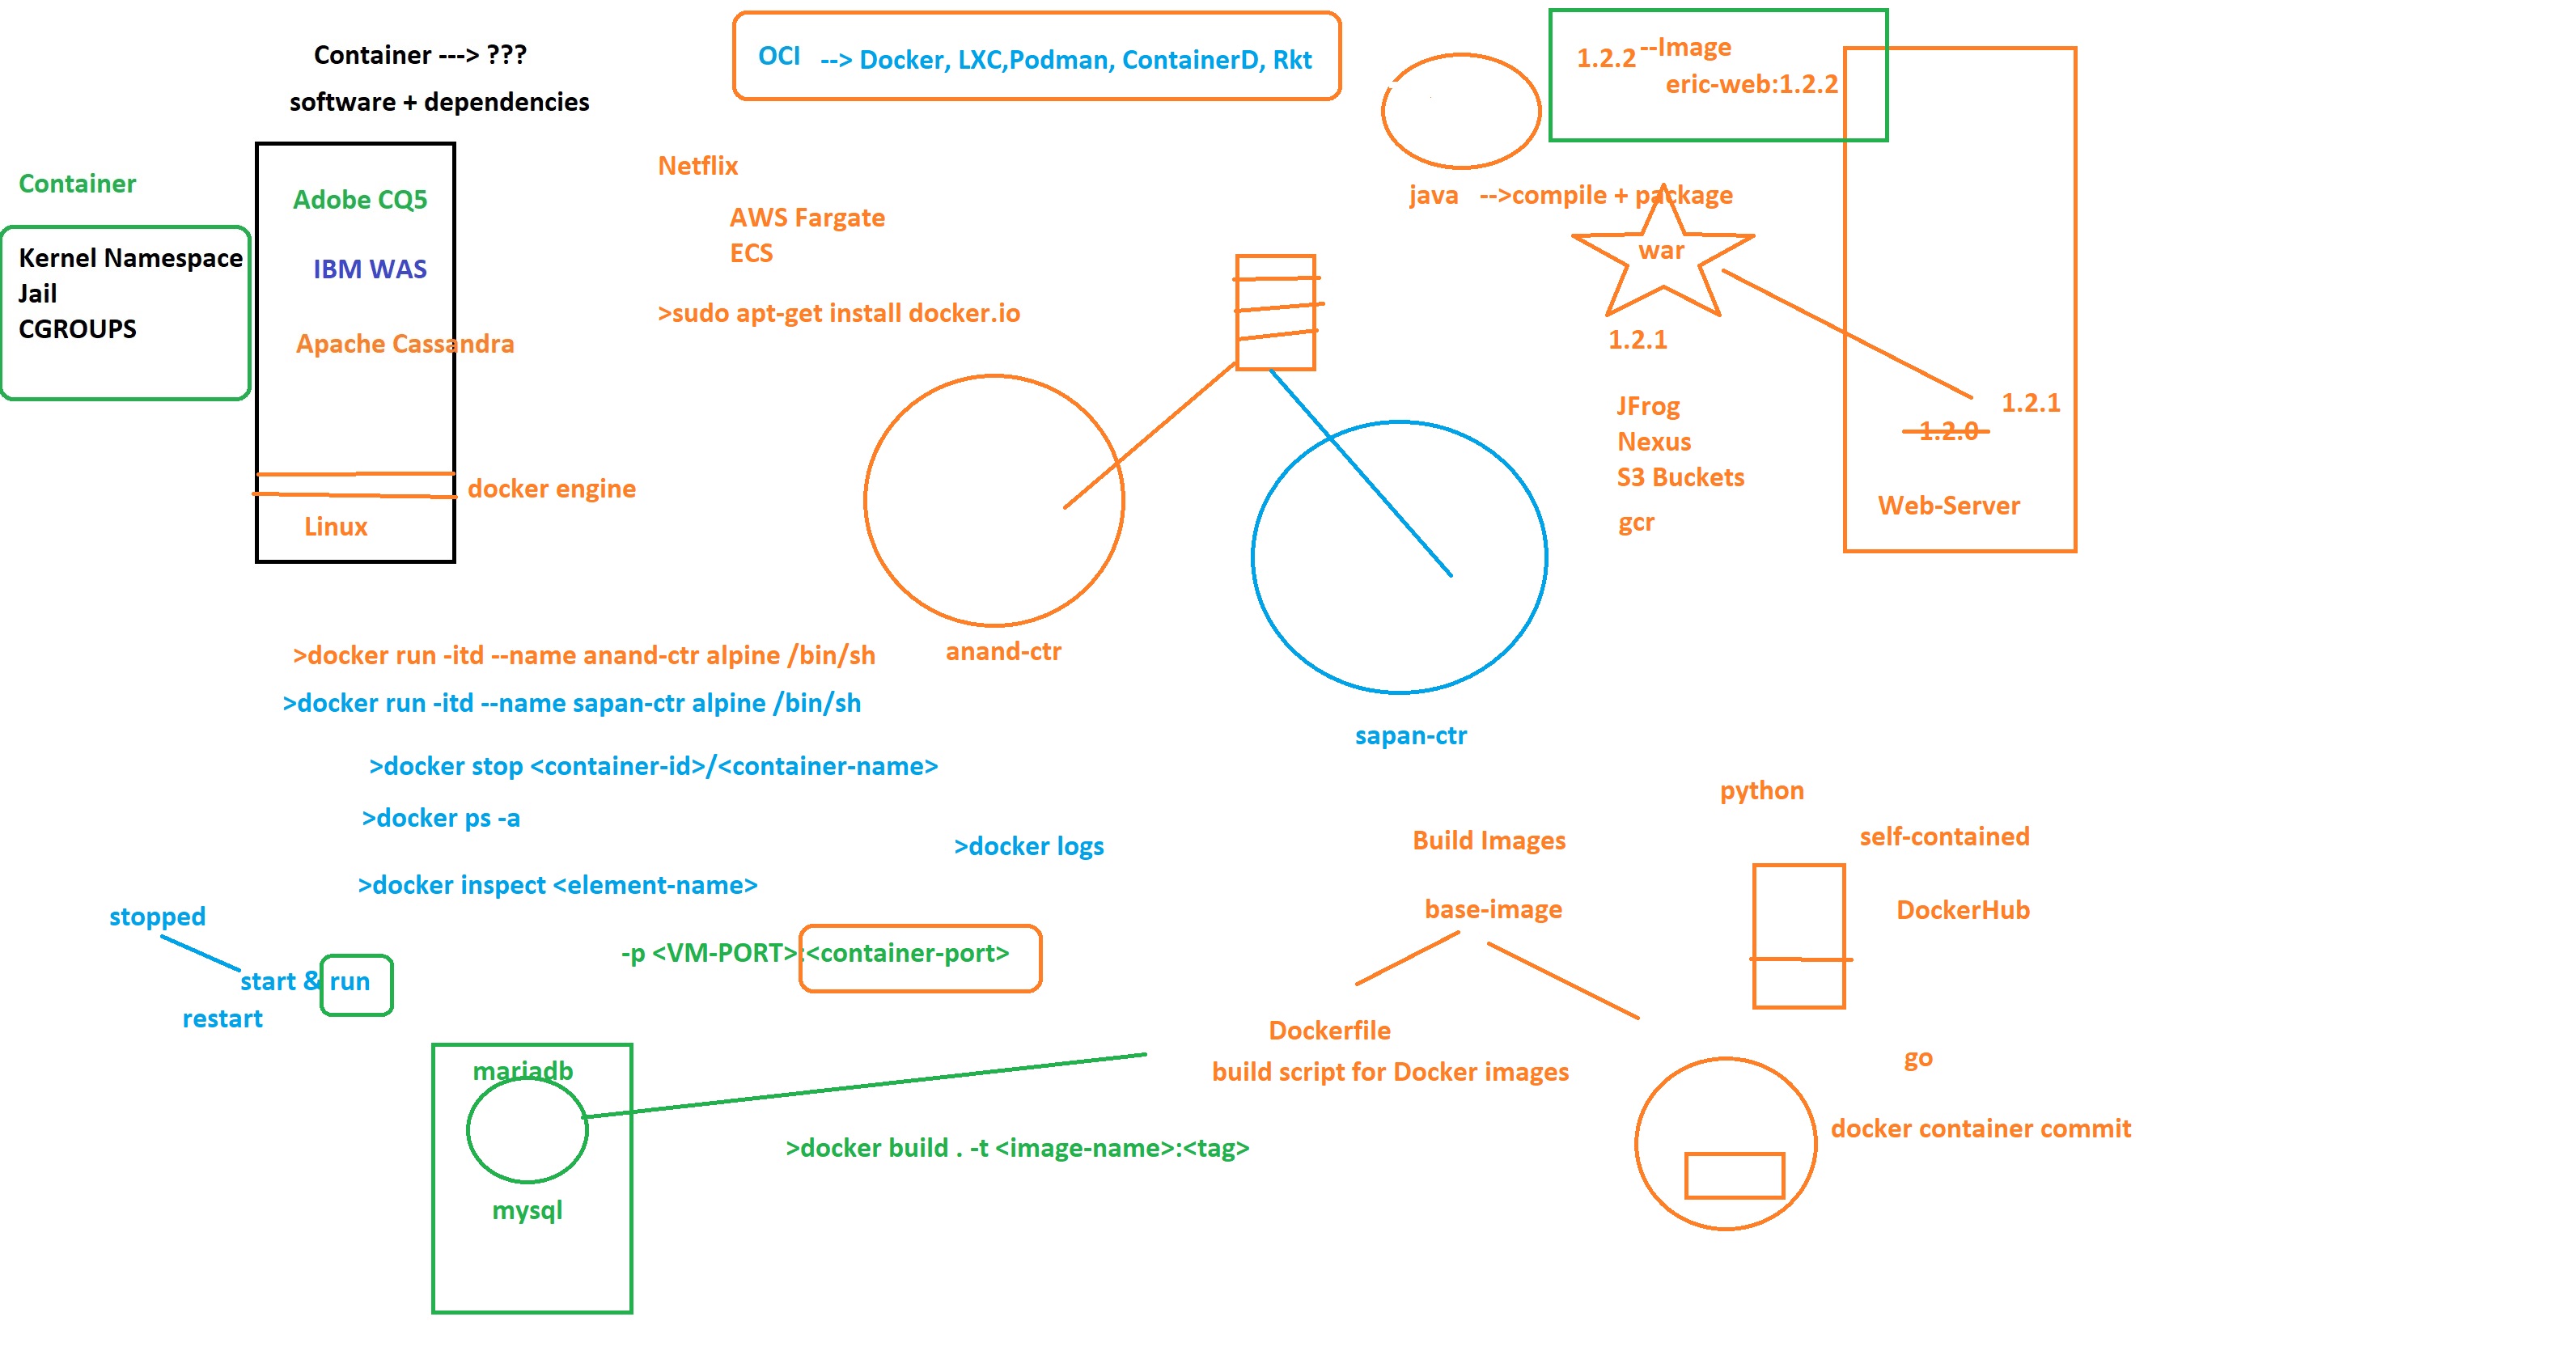 Container ---> ???
software + dependencies
OCI --> Docker, LXC,Podman, ContainerD, Rkt
1.2.2 --Image
eric-web:1.2.2
Container
Kernel Namespace
Jail
CGROUPS
Adobe CQ5
IBM WAS
Apache Cassandra
docker engine
Linux
Netflix
AWS Fargate
ECS
>sudo apt-get install docker.io
java -->compile + package
war
1.2.1
JFrog
Nexus
S3 Buckets
gcr
1.2.1
1.2.0
Web-Server
anand-ctr
sapan-ctr
>docker run -itd --name anand-ctr alpine /bin/sh
>docker run -itd --name sapan-ctr alpine /bin/sh
>docker stop <container-id>/<container-name>
>docker ps -a
>docker logs
>docker inspect <element-name>
stopped
start & run
restart
-p <VM-PORT>:<container-port>
mariadb
mysql
>docker build . -t <image-name>:<tag>
Build Images
base-image
Dockerfile
build script for Docker images
python
self-contained
DockerHub
go
docker container commit